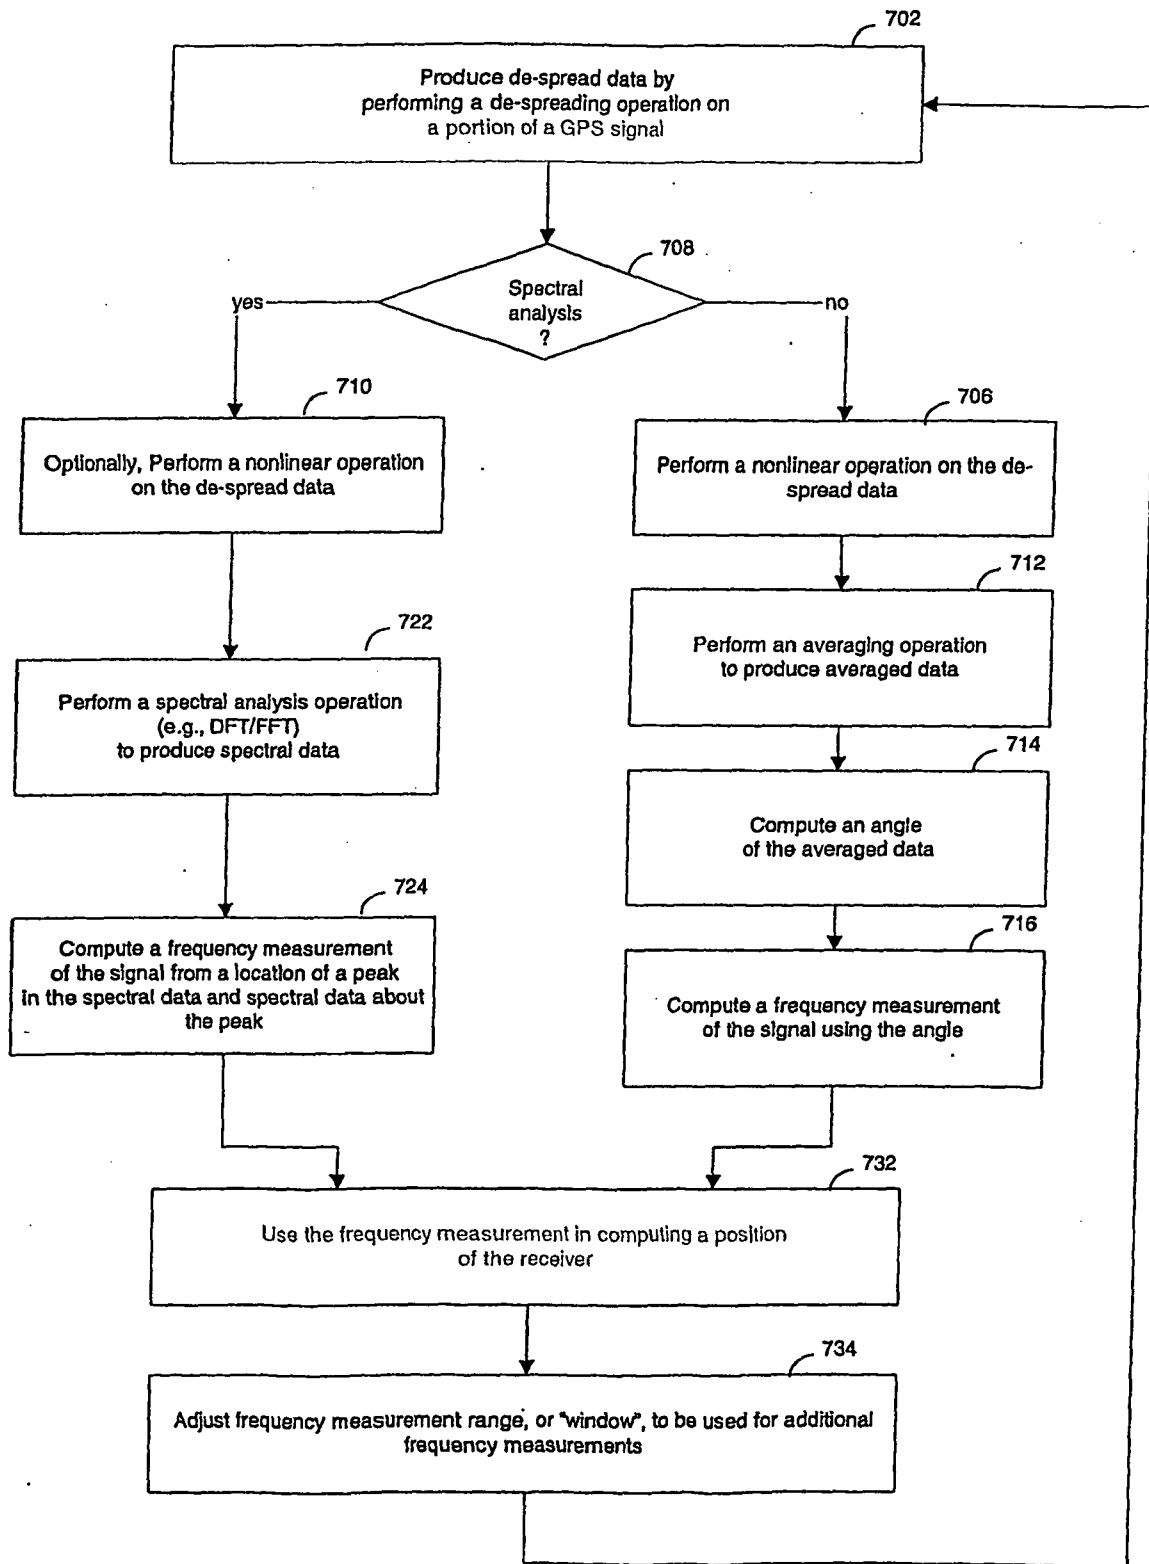 702
Produce de-spread data by
performing a de-spreading operation on
a portion of a GPS signal
708
Spectral
analysis
?
yes
no
710
Optionally, Perform a nonlinear operation
on the de-spread data
706
Perform a nonlinear operation on the de-
spread data
712
Perform an averaging operation
to produce averaged data
722
Perform a spectral analysis operation
(e.g., DFT/FFT)
to produce spectral data
714
Compute an angle
of the averaged data
724
Compute a frequency measurement
of the signal from a location of a peak
in the spectral data and spectral data about
the peak
716
Compute a frequency measurement
of the signal using the angle
732
Use the frequency measurement in computing a position
of the receiver
734
Adjust frequency measurement range, or "window", to be used for additional
frequency measurements